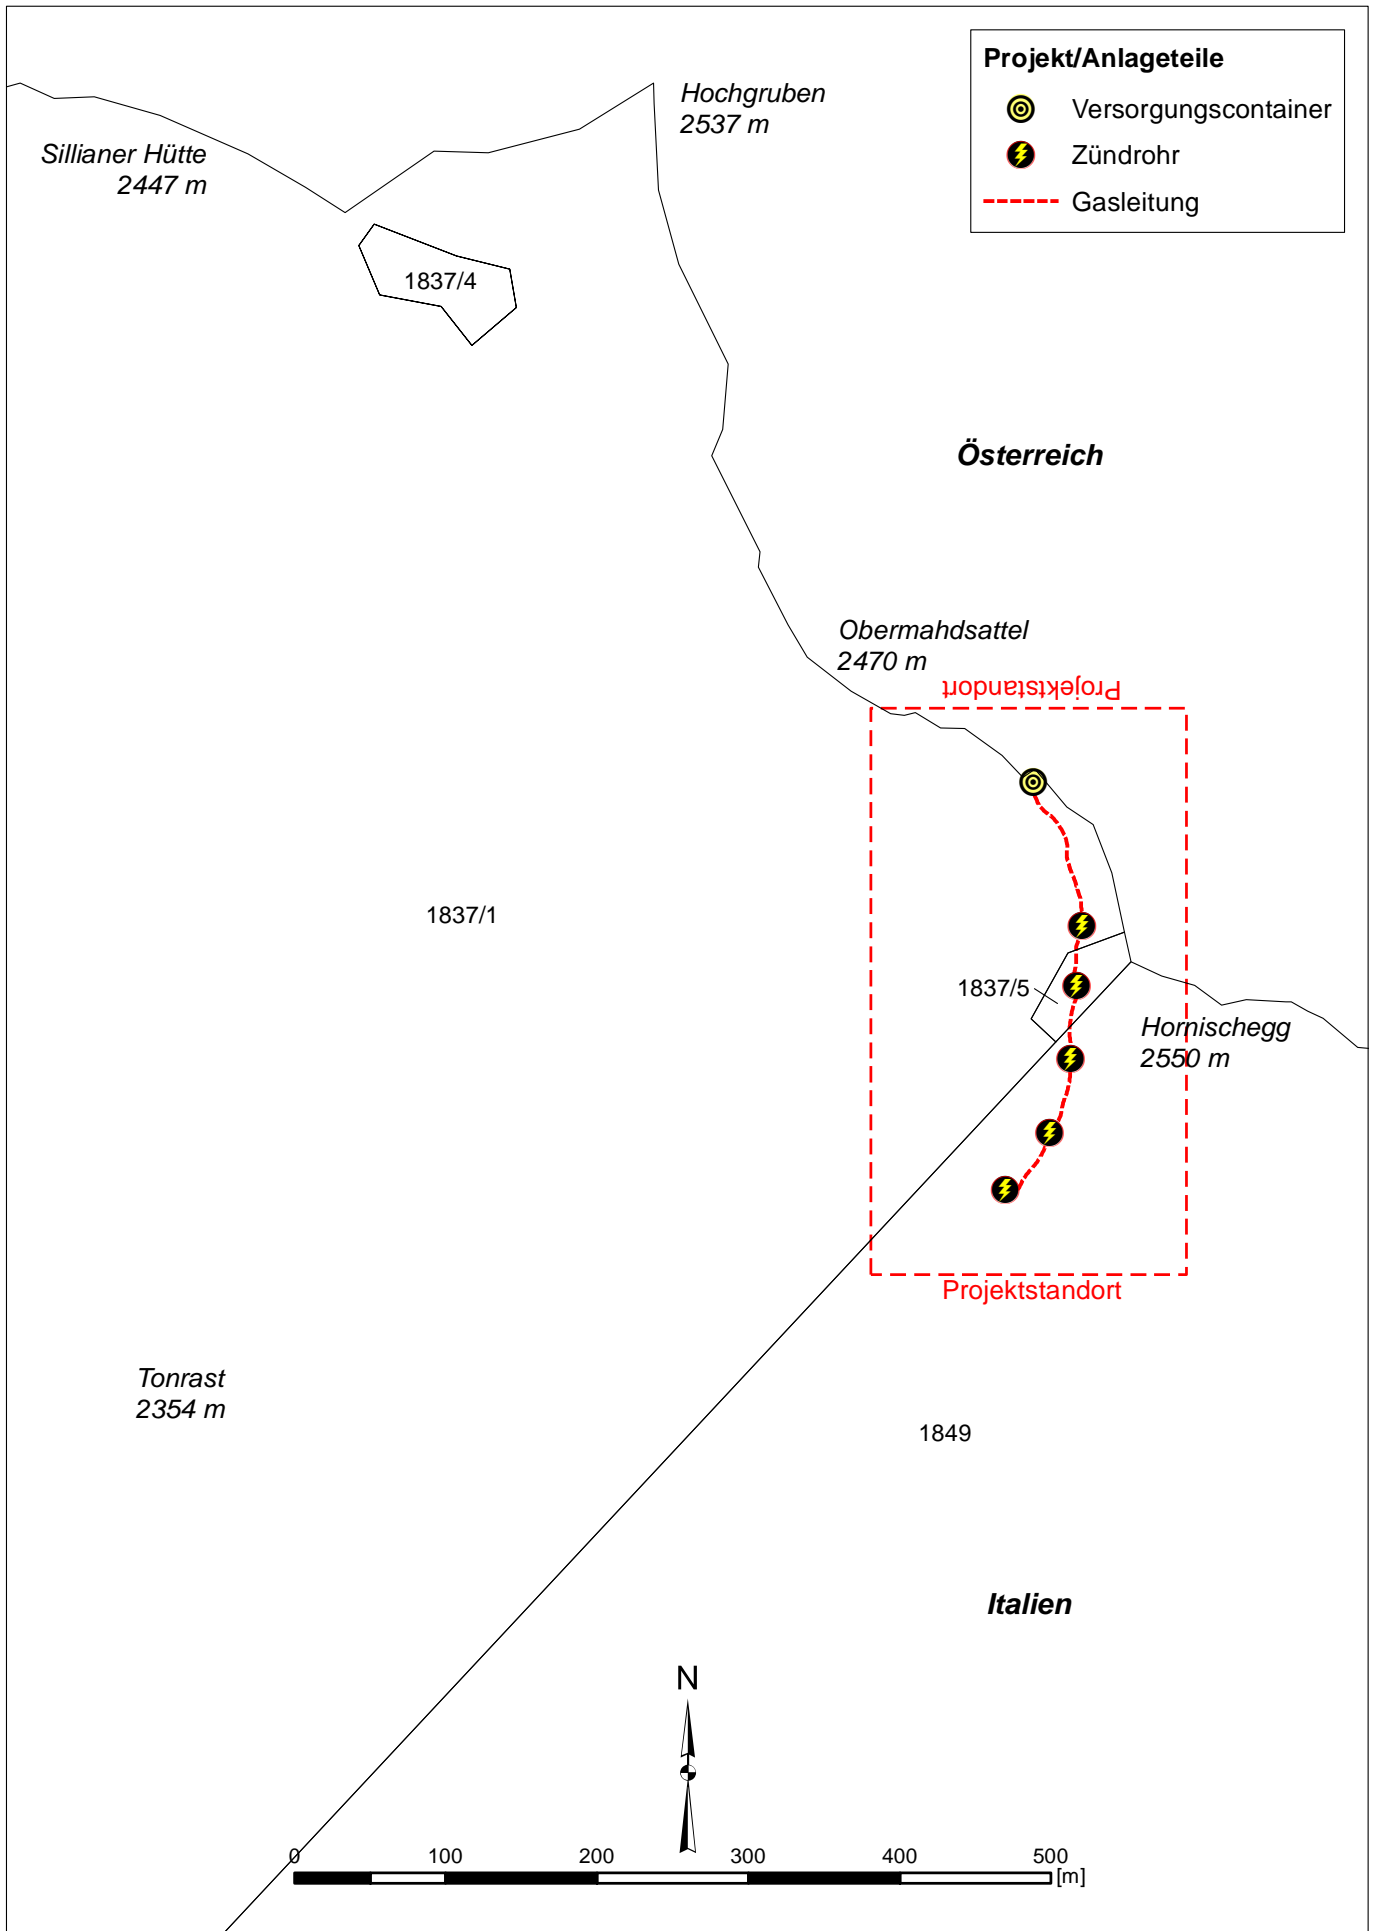 Projekt/Anlageteile
Versorgungscontainer
Zündrohr
Gasleitung
Hochgruben
2537 m
Sillianer Hütte
2447 m
1837/4
Österreich
Obermahdsattel
2470 m
Projektstandort
1837/1
1837/5
Hornischegg
2550 m
Projektstandort
Tonrast
2354 m
1849
Italien
N
0 100 200 300 400 500
[m]